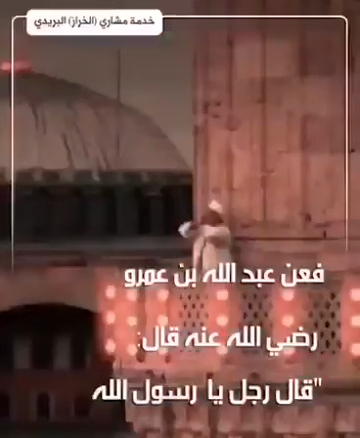 خدمة مشاري (الخراز) البريدي
فعن عبد الله بن عمرو
رضي الله عنه قال:
"قال رجل يا رسول الله